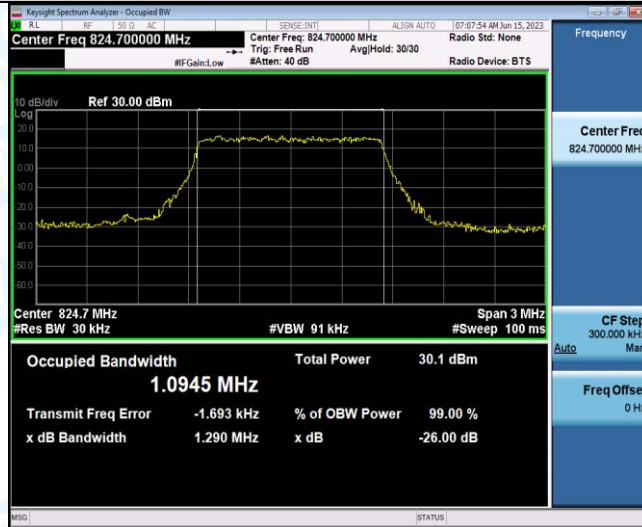 Keysight Spectrum Analyzer - Occupied BW
RL RF 50 Ω AC SENSE:INT ALIGN AUTO 07:07:54 AM Jun 15, 2023
Center Freq 824.700000 MHz
Center Freq: 824.700000 MHz
Radio Std: None
Trig: Free Run Avg|Hold: 30/30
#IFGain:Low
#Atten: 40 dB
Radio Device: BTS
Frequency
10 dB/div Ref 30.00 dBm
Log
20.0
10.0
0.00
-10.0
-20.0
-30.0
-40.0
-50.0
-60.0
Center 824.7 MHz
Span 3 MHz
#Res BW 30 kHz
#VBW 91 kHz
#Sweep 100 ms
Occupied Bandwidth
1.0945 MHz
Total Power 30.1 dBm
Transmit Freq Error -1.693 kHz
% of OBW Power 99.00 %
x dB Bandwidth 1.290 MHz
x dB -26.00 dB
Center Freq
824.700000 MHz
CF Step
300.000 kHz
Auto Man
Freq Offset
0 Hz
MSG
STATUS